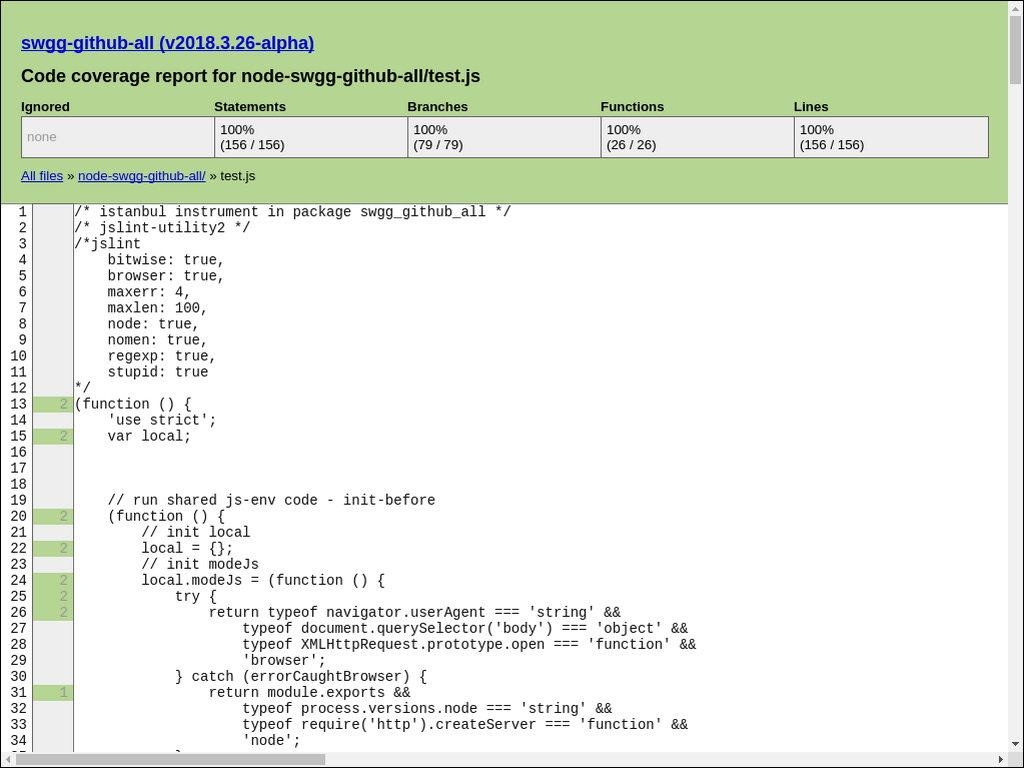 swgg-github-all (v2018.3.26-alpha)
Code coverage report for node-swgg-github-all/test.js
Ignored Statements Branches Functions Lines
none 100% 100% 100% 100%
(156 / 156) (79 / 79) (26 / 26) (156 / 156)
All files » node-swgg-github-all/ » test.js
1 /* istanbul instrument in package swgg_github_all */
2 /* jslint-utility2 */
3 /*jslint
4     bitwise: true,
5     browser: true,
6     maxerr: 4,
7     maxlen: 100,
8     node: true,
9     nomen: true,
10     regexp: true,
11     stupid: true
12 */
13 2 (function () {
14     'use strict';
15 2     var local;
16
17
18
19     // run shared js-env code - init-before
20 2     (function () {
21         // init local
22 2         local = {};
23         // init modeJs
24 2         local.modeJs = (function () {
25 2             try {
26 2                 return typeof navigator.userAgent === 'string' &&
27                     typeof document.querySelector('body') === 'object' &&
28                     typeof XMLHttpRequest.prototype.open === 'function' &&
29                     'browser';
30             } catch (errorCaughtBrowser) {
31 1                 return module.exports &&
32                     typeof process.versions.node === 'string' &&
33                     typeof require('http').createServer === 'function' &&
34                     'node';